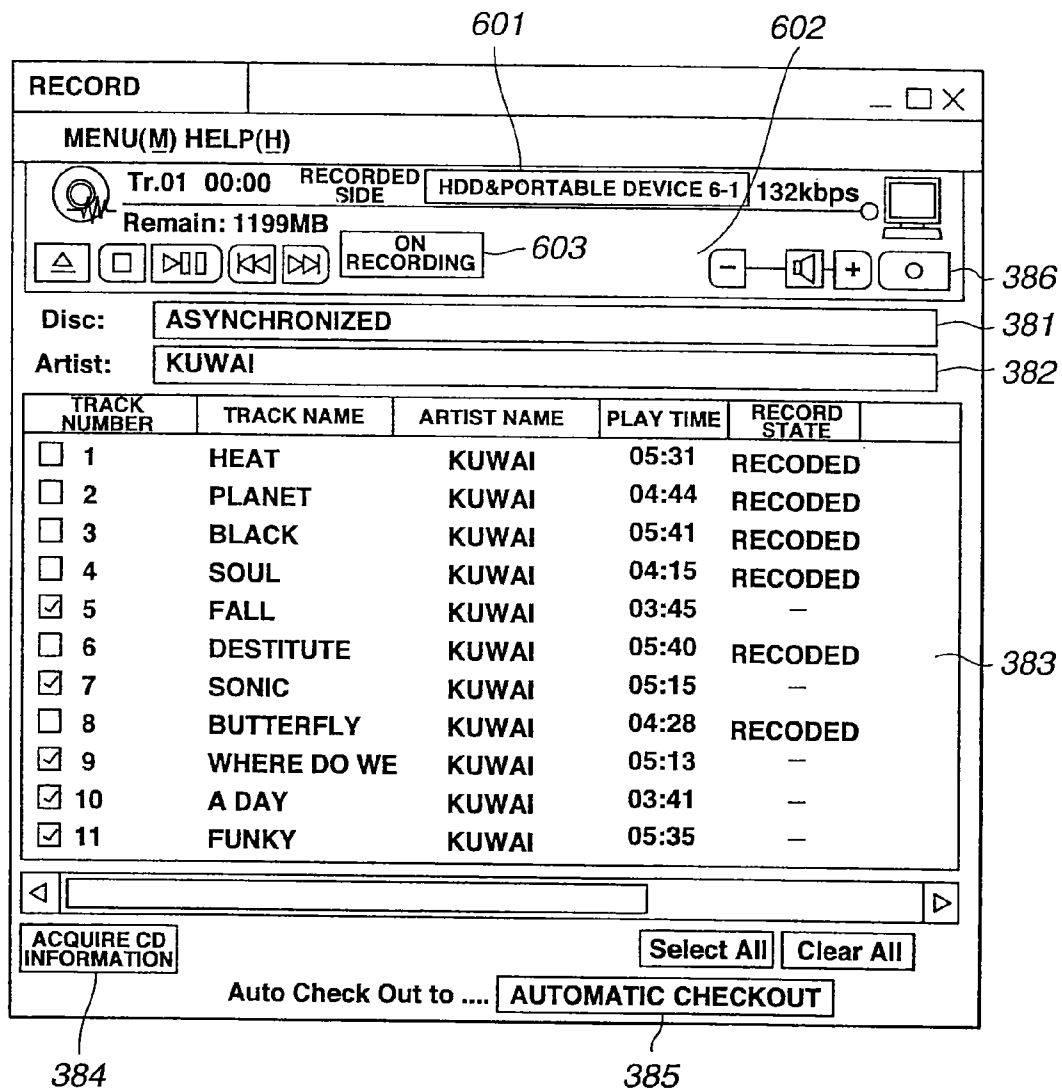 601 602
RECORD
MENU(M) HELP(H)
Tr.01 00:00 RECORDED SIDE HDD&PORTABLE DEVICE 6-1 132kbps
Remain: 1199MB
ON RECORDING 603
386
Disc: ASYNCHRONIZED 381
Artist: KUWAI 382
TRACK NUMBER TRACK NAME ARTIST NAME PLAY TIME RECORD STATE
1 HEAT KUWAI 05:31 RECODED
2 PLANET KUWAI 04:44 RECODED
3 BLACK KUWAI 05:41 RECODED
4 SOUL KUWAI 04:15 RECODED
5 FALL KUWAI 03:45 —
6 DESTITUTE KUWAI 05:40 RECODED
383
7 SONIC KUWAI 05:15 —
8 BUTTERFLY KUWAI 04:28 RECODED
9 WHERE DO WE KUWAI 05:13 —
10 A DAY KUWAI 03:41 —
11 FUNKY KUWAI 05:35 —
ACQUIRE CD INFORMATION Select All Clear All
Auto Check Out to .... AUTOMATIC CHECKOUT
384 385